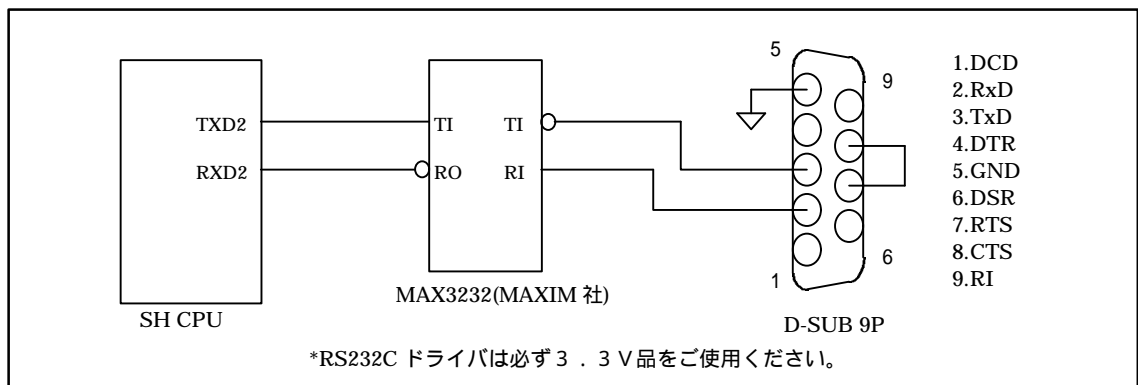 TXD2
RXD2
SH CPU
TI
TI
RO
RI
MAX3232(MAXIM 社)
5
9
1
6
D-SUB 9P
1.DCD
2.RxD
3.TxD
4.DTR
5.GND
6.DSR
7.RTS
8.CTS
9.RI
*RS232C ドライバは必ず３．３Ｖ品をご使用ください。